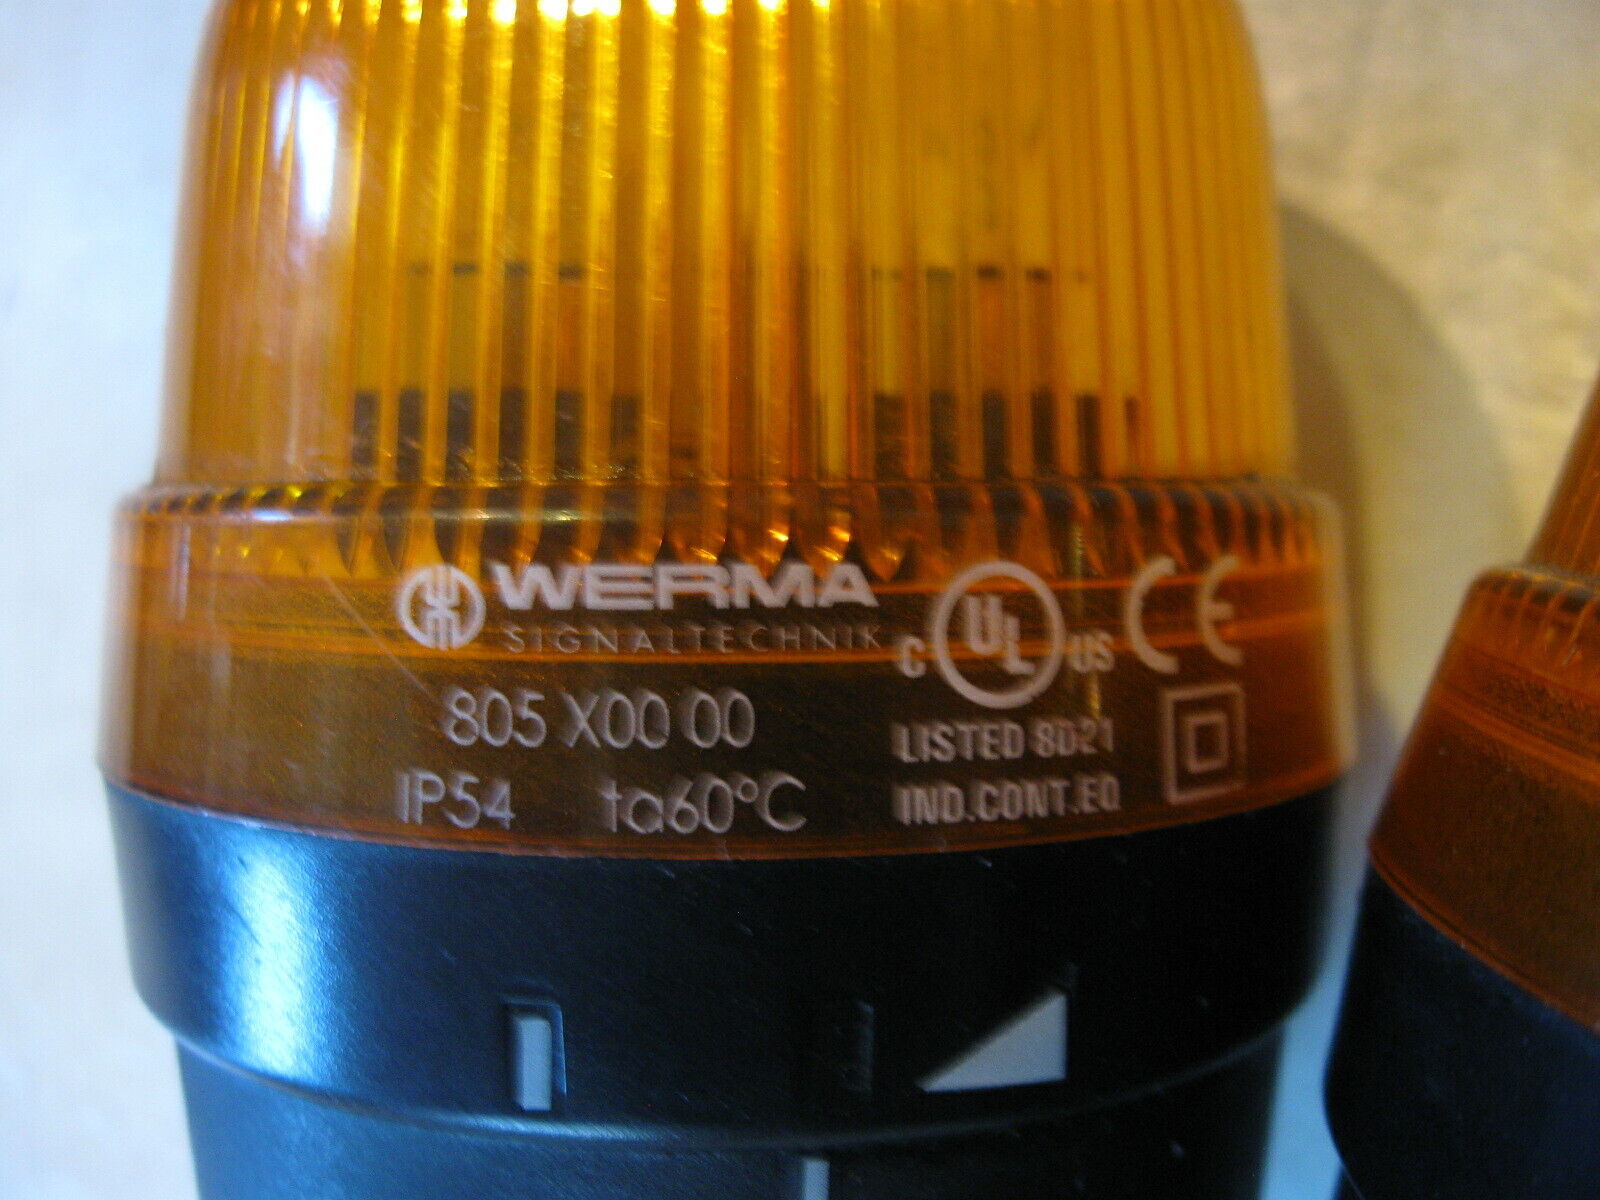 WERMA
SIGNALTECHNIK
805 X00 00
IP54 ta60°C
C UL US
LISTED 8D21
IND.CONT.EQ
CE